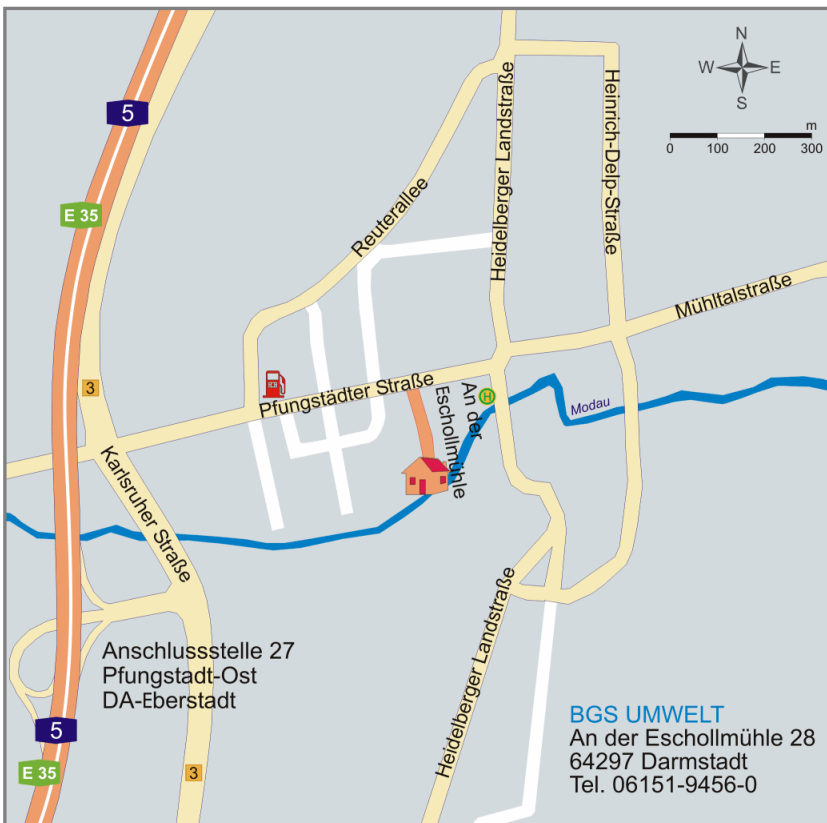 N
W E
S
m
0 100 200 300
5
E 35
Reuterallee
Heidelberger Landstraße
Heinrich-Delp-Straße
Mühltalstraße
3
Pfungstädter Straße
An der
Eschollmühle
H
Modau
Karlsruher Straße
Heidelberger Landstraße
Anschlussstelle 27
Pfungstadt-Ost
DA-Eberstadt
5
E 35
3
BGS UMWELT
An der Eschollmühle 28
64297 Darmstadt
Tel. 06151-9456-0